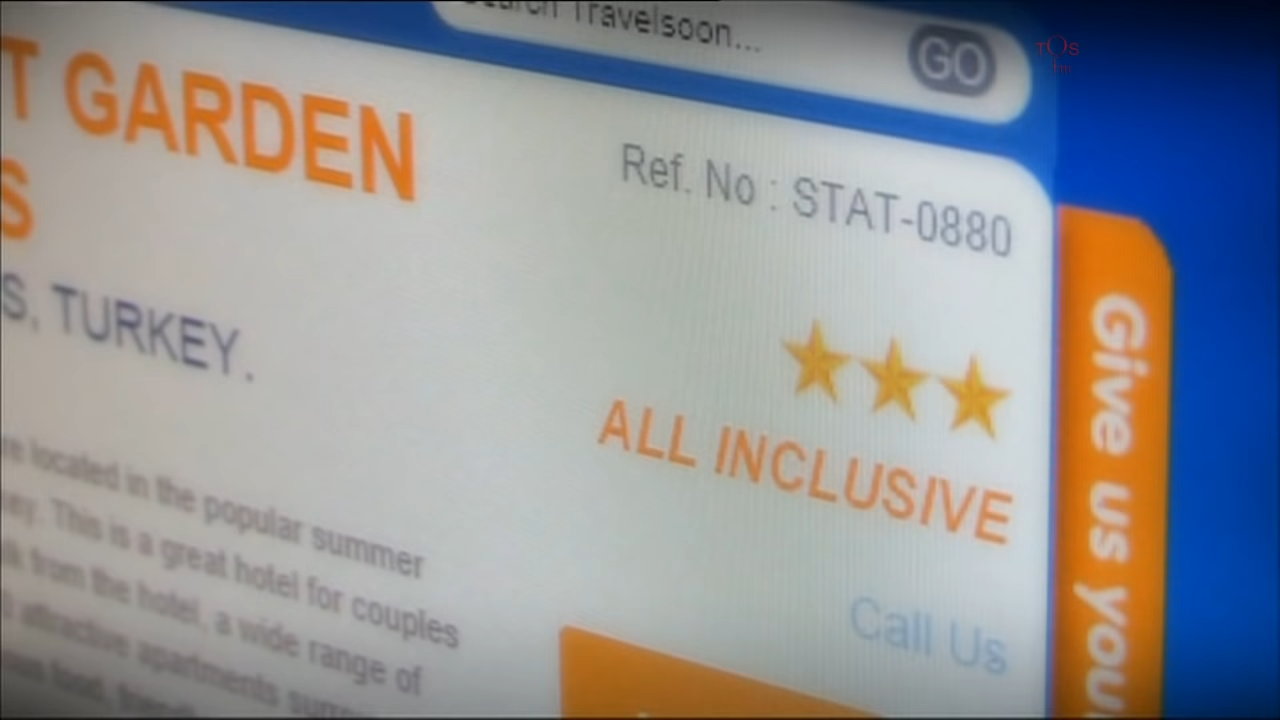 Travelsoon...
GO
T GARDEN
S
Ref. No : STAT-0880
S, TURKEY.
ALL INCLUSIVE
located in the popular summer
This is a great hotel for couples
from the hotel, a wide range of
attractive apartments
Call Us
Give us you
TQS